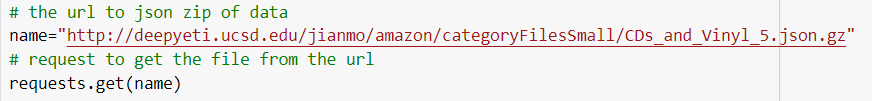 # the url to json zip of data
name="http://deepyeti.ucsd.edu/jianmo/amazon/categoryFilesSmall/CDs_and_Vinyl_5.json.gz"
# request to get the file from the url
requests.get(name)